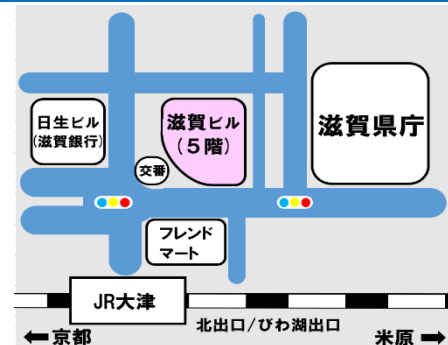 日生ビル
(滋賀銀行)
滋賀ビル
(5階)
滋賀県庁
交番
フレンド
マート
JR大津
北出口/びわ湖出口
←京都
米原→